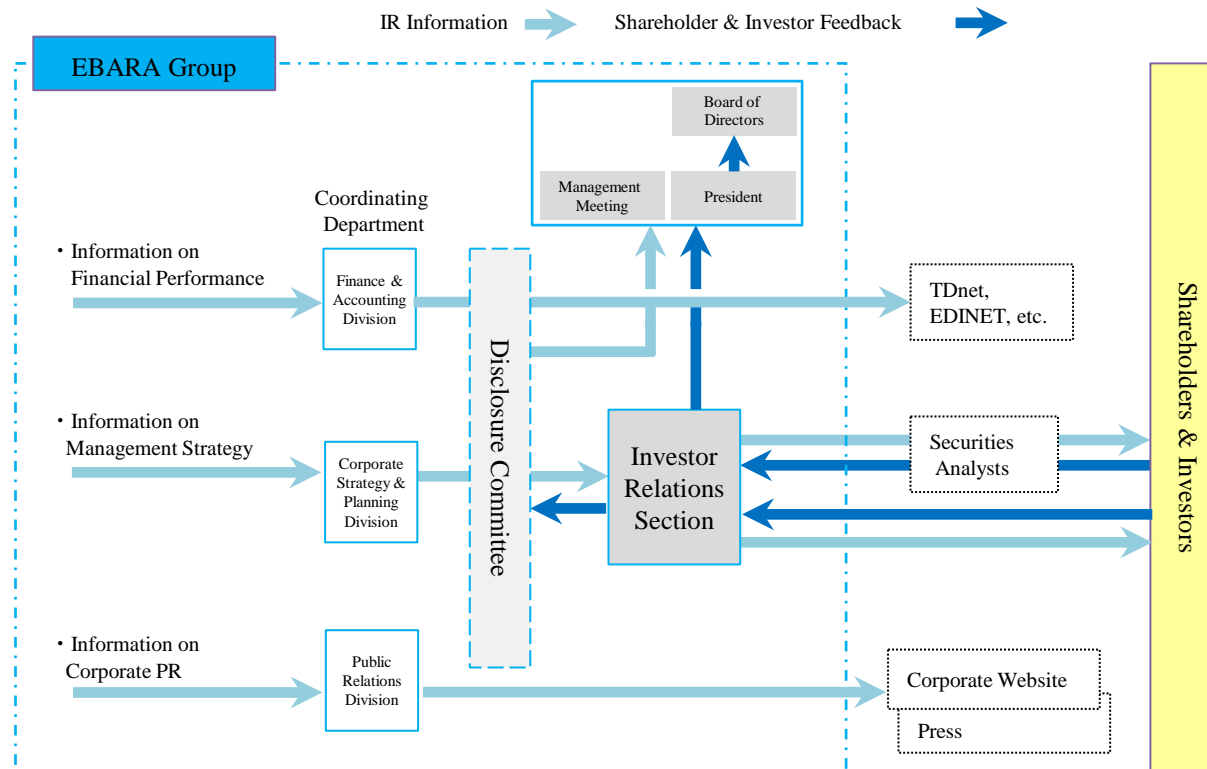 IR Information
Shareholder & Investor Feedback
EBARA Group
Board of
Directors
Management
Meeting
President
Coordinating
Department
・Information on
Financial Performance
Finance &
Accounting
Division
TDnet,
EDINET, etc.
Disclosure Committee
・Information on
Management Strategy
Corporate
Strategy &
Planning
Division
Investor
Relations
Section
Securities
Analysts
Shareholders & Investors
・Information on
Corporate PR
Public
Relations
Division
Corporate Website
Press